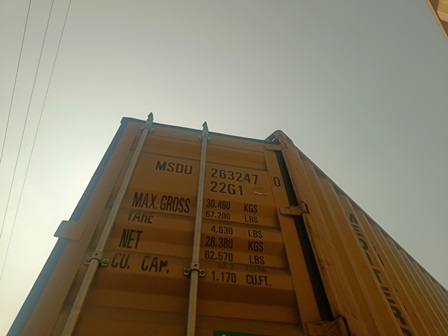 MSDU 263247 0
22G1
MAX. GROSS 30.480 KGS
67.200 LBS
TARE
4.630 LBS
NET 28.380 KGS
62.570 LBS
CU. CAP.
1.170 CU.FT.